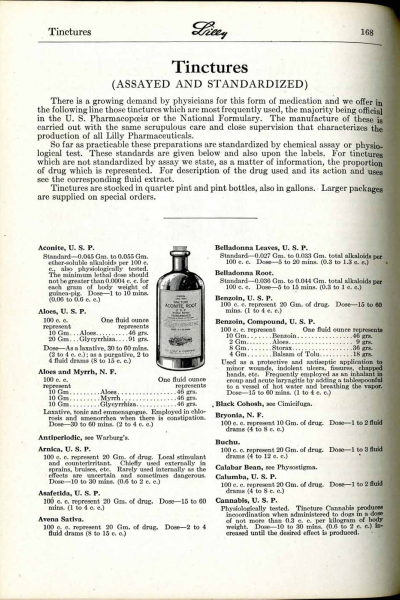 Tinctures
Lilly
168
Tinctures
(ASSAYED AND STANDARDIZED)
There is a growing demand by physicians for this form of medication and we offer in
the following line those tinctures which are most frequently used, the majority being official
in the U. S. Pharmacopœia or the National Formulary. The manufacture of these is
carried out with the same scrupulous care and close supervision that characterizes the
production of all Lilly Pharmaceuticals.
So far as practicable these preparations are standardized by chemical assay or physio-
logical test. These standards are given below and also upon the labels. For tinctures
which are not standardized by assay we state, as a matter of information, the proportion
of drug which is represented. For description of the drug used and its action and uses
see the corresponding fluid extract.
Tinctures are stocked in quarter pint and pint bottles, also in gallons. Larger packages
are supplied on special orders.
Aconite, U. S. P.
Standard—0.045 Gm. to 0.055 Gm.
ether-soluble alkaloids per 100 c.
c., also physiologically tested.
The minimum lethal dose should
not be greater than 0.0004 c. c. for
each gram of body weight of
guinea-pig. Dose—1 to 10 mins.
(0.06 to 0.6 c. c.)
Aloes, U. S. P.
100 c. c. One fluid ounce
represent represents
10 Gm....Aloes........46 grs.
20 Gm....Glycyrrhiza....91 grs.
Dose—As a laxative, 30 to 60 mins.
(2 to 4 c. c.); as a purgative, 2 to
4 fluid drams (8 to 15 c. c.)
Aloes and Myrrh, N. F.
100 c. c. One fluid ounce
represent represents
10 Gm........Aloes........46 grs.
10 Gm........Myrrh........46 grs.
10 Gm........Glycyrrhiza........46 grs.
Laxative, tonic and emmenagogue. Employed in chlo-
rosis and amenorrhea when there is constipation.
Dose—30 to 60 mins. (2 to 4 c. c.)
Antiperiodic, see Warburg's.
Arnica, U. S. P.
100 c. c. represent 20 Gm. of drug. Local stimulant
and counterirritant. Chiefly used externally in
sprains, bruises, etc. Rarely used internally as the
effects are uncertain and sometimes dangerous.
Dose—10 to 30 mins. (0.6 to 2 c. c.)
Asafetida, U. S. P.
100 c. c. represent 20 Gm. of drug. Dose—15 to 60
mins. (1 to 4 c. c.)
Avena Sativa.
100 c. c. represent 20 Gm. of drug. Dose—2 to 4
fluid drams (8 to 15 c. c.)
ACONITE ROOT
Belladonna Leaves, U. S. P.
Standard—0.027 Gm. to 0.033 Gm. total alkaloids per
100 c. c. Dose—5 to 20 mins. (0.3 to 1.3 c. c.)
Belladonna Root.
Standard—0.036 Gm. to 0.044 Gm. total alkaloids per
100 c. c. Dose—5 to 15 mins. (0.3 to 1 c. c.)
Benzoin, U. S. P.
100 c. c. represent 20 Gm. of drug. Dose—15 to 60
mins. (1 to 4 c. c.)
Benzoin, Compound, U. S. P.
100 c. c. represent One fluid ounce represents
10 Gm........Benzoin........46 grs.
2 Gm........Aloes........9 grs.
8 Gm........Storax........36 grs.
4 Gm........Balsam of Tolu........18 grs.
Used as a protective and antiseptic application to
minor wounds, indolent ulcers, fissures, chapped
hands, etc. Frequently employed as an inhalant in
croup and acute laryngitis by adding a tablespoonful
to a vessel of hot water and breathing the vapor.
Dose—15 to 60 mins. (1 to 4 c. c.)
Black Cohosh, see Cimicifuga.
Bryonia, N. F.
100 c. c. represent 10 Gm. of drug. Dose—1 to 2 fluid
drams (4 to 8 c. c.)
Buchu.
100 c. c. represent 20 Gm. of drug. Dose—1 to 3 fluid
drams (4 to 12 c. c.)
Calabar Bean, see Physostigma.
Calumba, U. S. P.
100 c. c. represent 20 Gm. of drug. Dose—1 to 2 fluid
drams (4 to 8 c. c.)
Cannabis, U. S. P.
Physiologically tested. Tincture Cannabis produces
incoordination when administered to dogs in a dose
of not more than 0.3 c. c. per kilogram of body
weight. Dose—10 to 30 mins. (0.6 to 2 c. c.) in-
creased until the desired effect is produced.